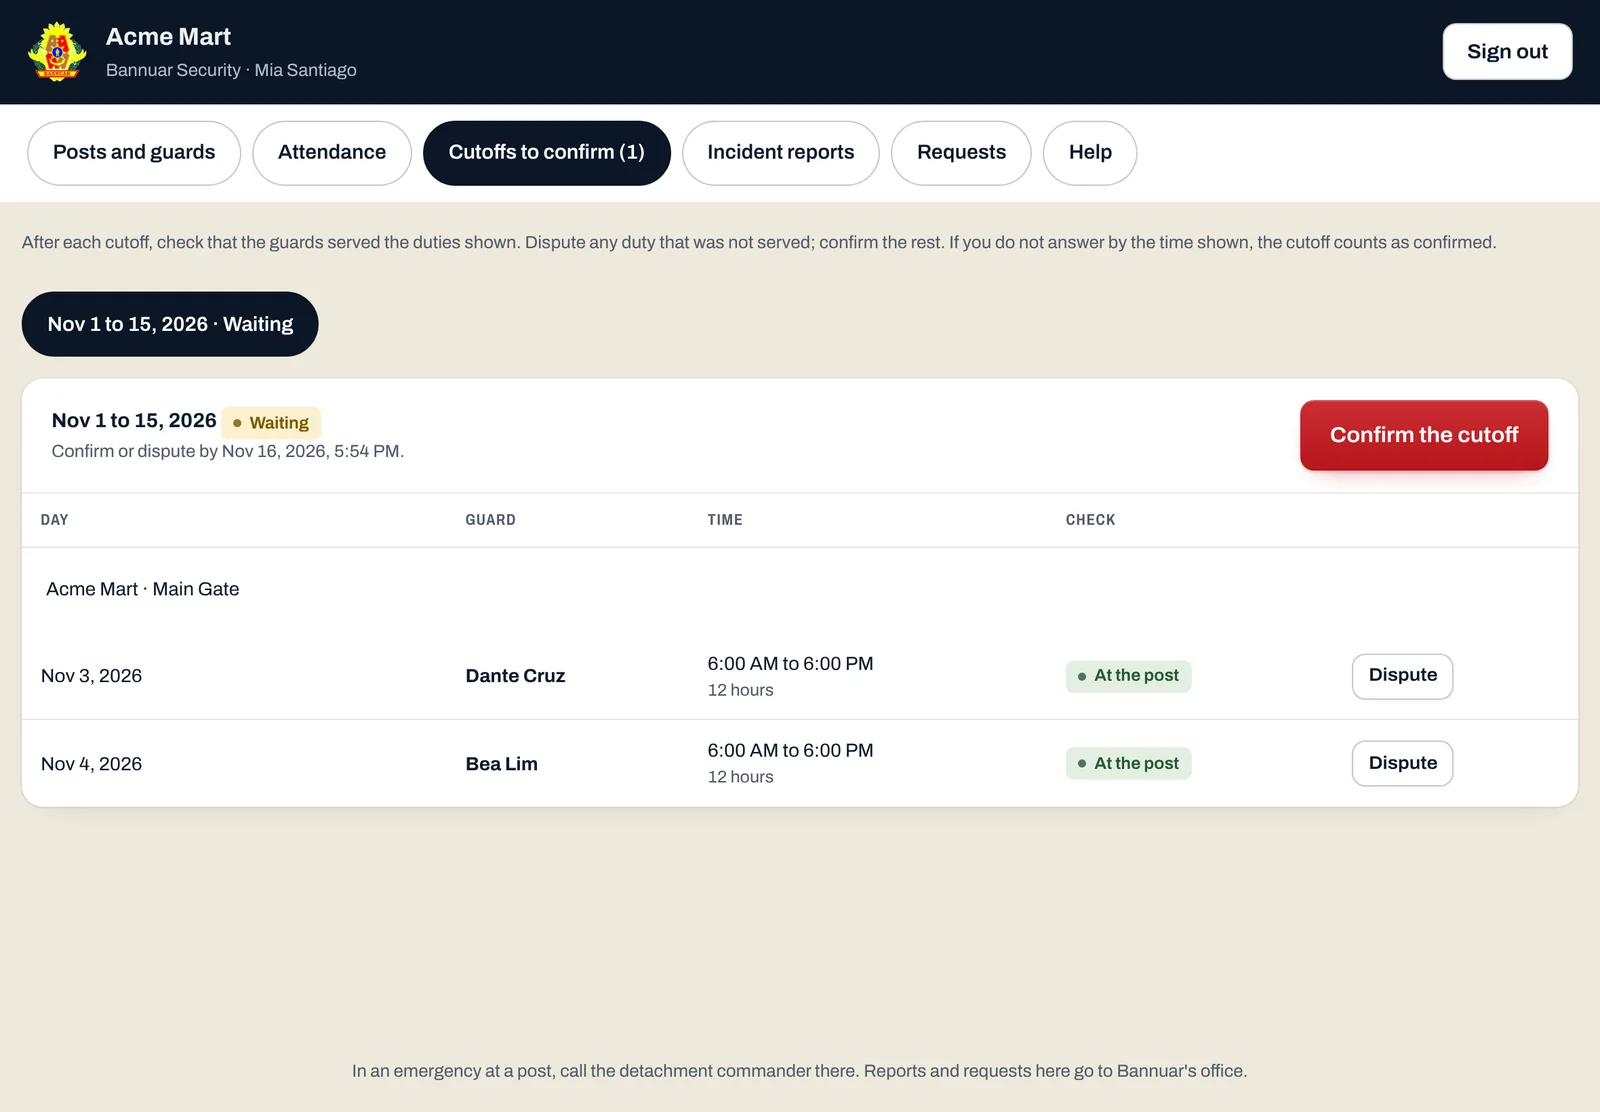 Acme Mart
Bannuar Security · Mia Santiago
Sign out
Posts and guards
Attendance
Cutoffs to confirm (1)
Incident reports
Requests
Help
After each cutoff, check that the guards served the duties shown. Dispute any duty that was not served; confirm the rest. If you do not answer by the time shown, the cutoff counts as confirmed.
Nov 1 to 15, 2026 · Waiting
Nov 1 to 15, 2026 Waiting
Confirm or dispute by Nov 16, 2026, 5:54 PM.
Confirm the cutoff
DAY GUARD TIME CHECK
Acme Mart · Main Gate
Nov 3, 2026 Dante Cruz 6:00 AM to 6:00 PM At the post Dispute
12 hours
Nov 4, 2026 Bea Lim 6:00 AM to 6:00 PM At the post Dispute
12 hours
In an emergency at a post, call the detachment commander there. Reports and requests here go to Bannuar's office.